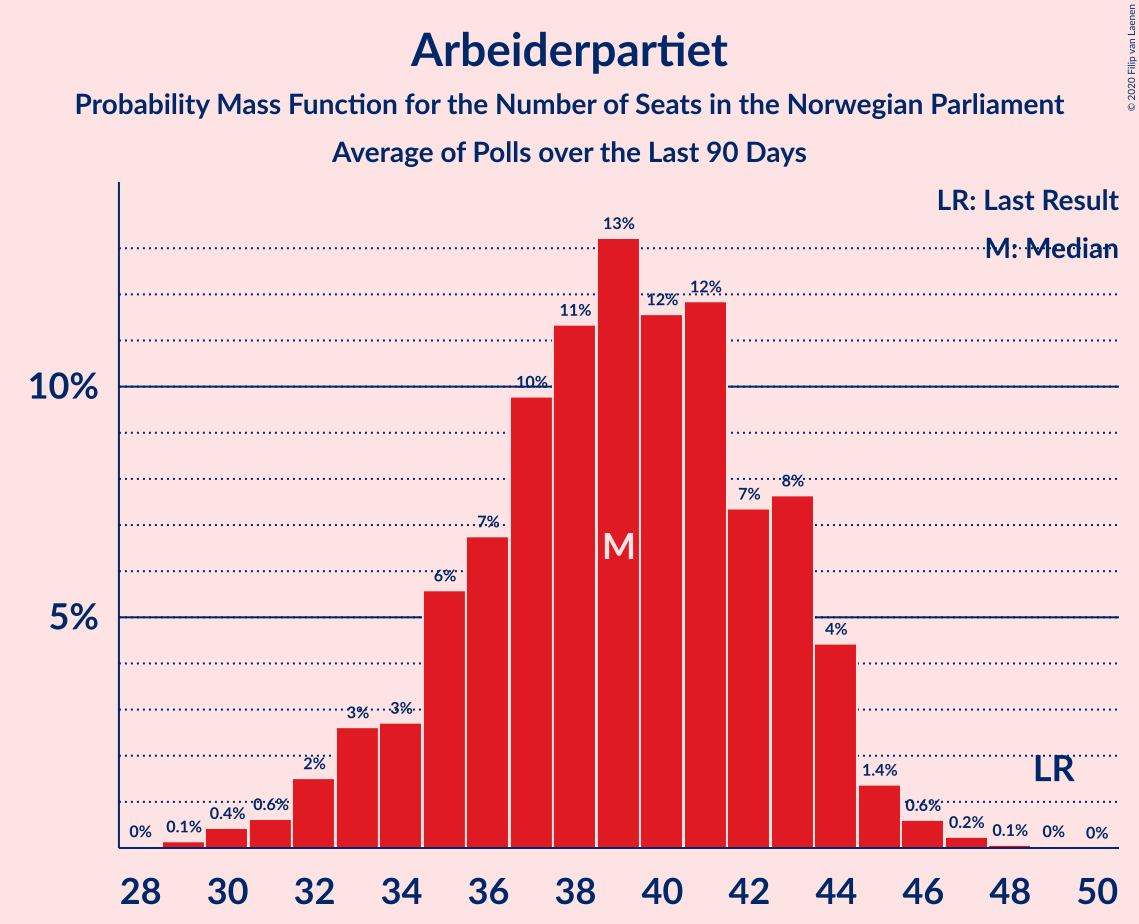 Arbeiderpartiet
Probability Mass Function for the Number of Seats in the Norwegian Parliament
Average of Polls over the Last 90 Days
© 2020 Filip van Laenen
LR: Last Result
M: Median
10%
5%
0%
0.1%
0.4%
0.6%
2%
3%
3%
6%
7%
10%
11%
13%
12%
12%
7%
8%
4%
1.4%
0.6%
0.2%
0.1%
0%
0%
M
LR
28 30 32 34 36 38 40 42 44 46 48 50